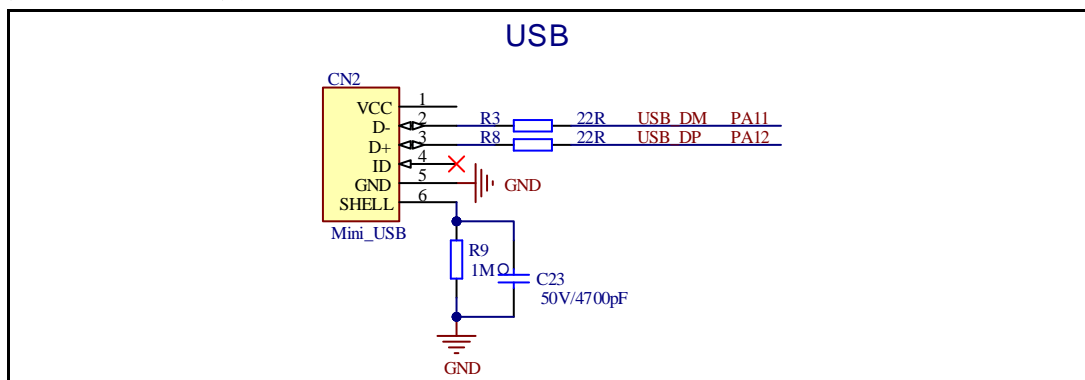 USB
CN2
VCC 1
D- 2 R3 22R USB_DM PA11
D+ 3 R8 22R USB_DP PA12
ID 4
GND 5 GND
SHELL 6
Mini_USB
R9
1M
C23
50V/4700pF
GND